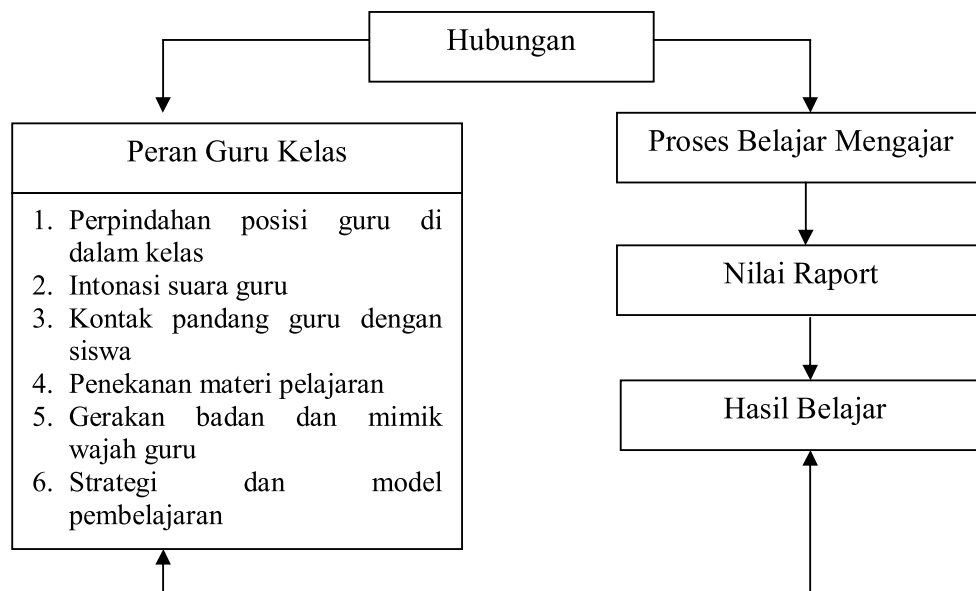 Hubungan
Peran Guru Kelas
1. Perpindahan posisi guru di
dalam kelas
2. Intonasi suara guru
3. Kontak pandang guru dengan
siswa
4. Penekanan materi pelajaran
5. Gerakan badan dan mimik
wajah guru
6. Strategi dan model
pembelajaran
Proses Belajar Mengajar
Nilai Raport
Hasil Belajar